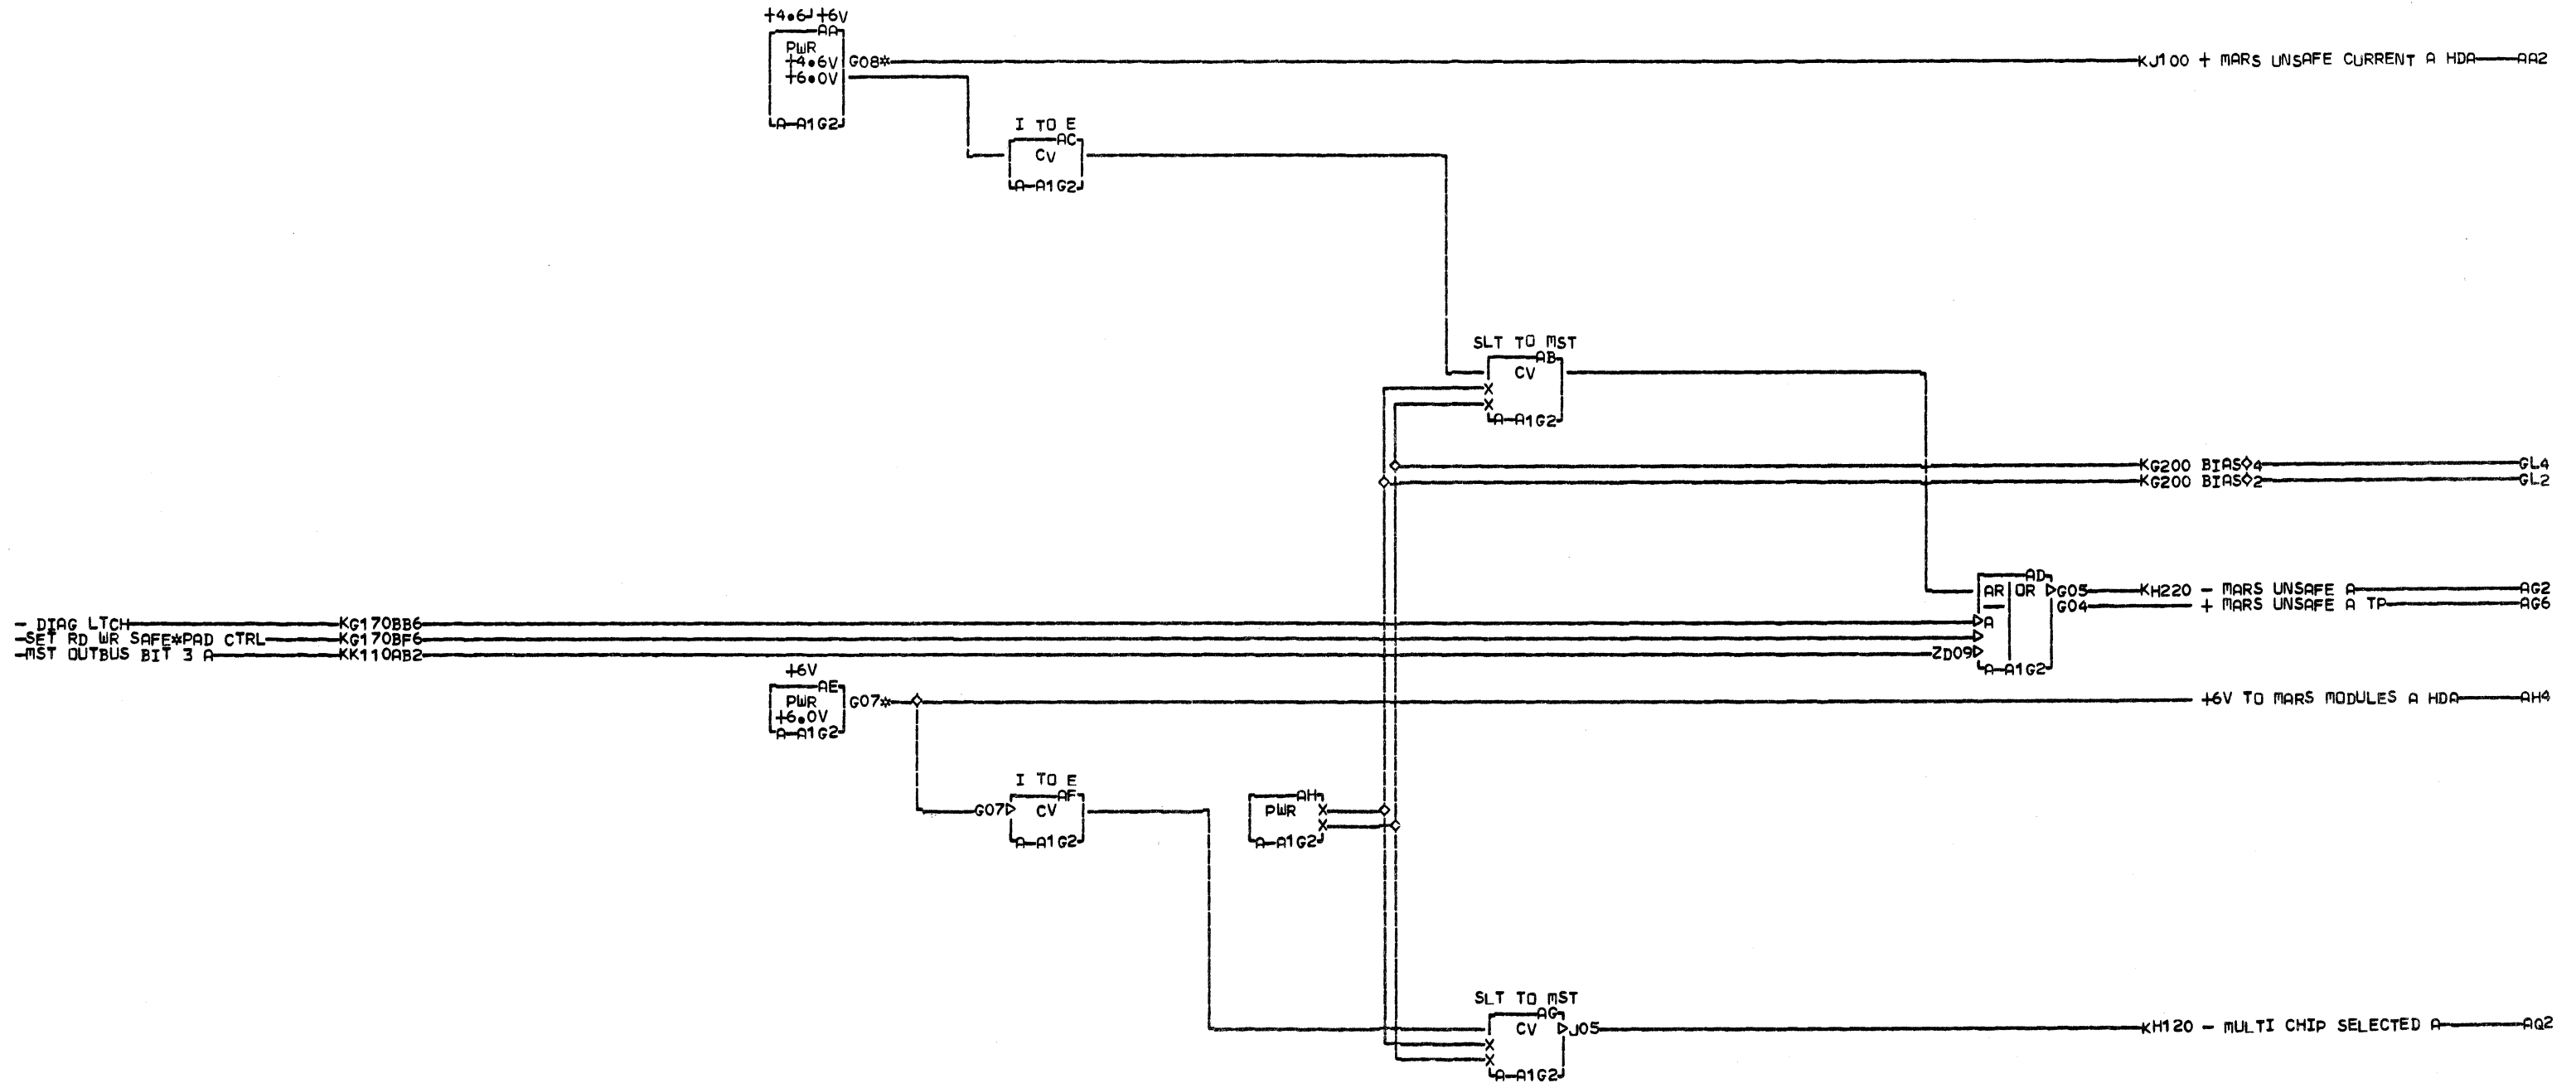 +4.6 +6V
AA
PWR
+4.6V G08* KJ100 + MARS UNSAFE CURRENT A HDA AA2
+6.0V
A-A1G2
I TO E
AC
CV
A-A1G2
SLT TO MST
AB
CV
X
X
A-A1G2
KG200 BIAS◇4 GL4
KG200 BIAS◇2 GL2
AD
AR OR G05 KH220 - MARS UNSAFE A AG2
G04 + MARS UNSAFE A TP AG6
- DIAG LTCH KG170BB6 A
-SET RD WR SAFE*PAD CTRL KG170BF6
-MST OUTBUS BIT 3 A KK110AB2 ZD09
A-A1G2
+6V
AE
PWR G07* +6V TO MARS MODULES A HDA AH4
+6.0V
A-A1G2
I TO E
AF
G07 CV
A-A1G2
AH
PWR X
X
A-A1G2
SLT TO MST
AG
CV J05 KH120 - MULTI CHIP SELECTED A AQ2
X
X
A-A1G2